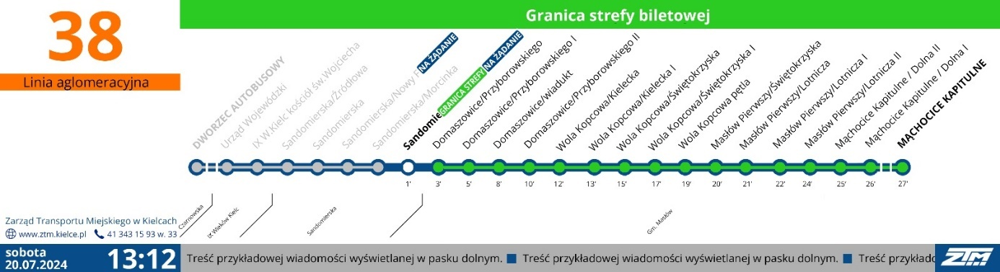 38
Linia aglomeracyjna
Granica strefy biletowej
DWORZEC AUTOBUSOWY
Urząd Wojewódzki
IX W.Kielc kościół św.Wojciecha
Sandomierska/Źródłowa
Sandomierska
Sandomierska/Nowy
NA ŻĄDANIE
Sandomierska/Morcinka
Sandomie
GRANICA STREFY
NA ŻĄDANIE
Domaszowice/Przyborowskiego
Domaszowice/Przyborowskiego I
Domaszowice/wiadukt
Domaszowice/Przyborowskiego II
Wola Kopcowa/Kielecka
Wola Kopcowa/Kielecka I
Wola Kopcowa/Świętokrzyska
Wola Kopcowa/Świętokrzyska I
Wola Kopcowa pętla
Masłów Pierwszy/Świętokrzyska
Masłów Pierwszy/Lotnicza
Masłów Pierwszy/Lotnicza I
Masłów Pierwszy/Lotnicza II
Mąchocice Kapitulne / Dolna II
Mąchocice Kapitulne / Dolna I
MĄCHOCICE KAPITULNE
1' 3' 5' 8' 10' 12' 13' 15' 17' 19' 20' 21' 22' 24' 25' 26' 27'
Czarnowska
IX Wieków Kielc
Sandomierska
Gm. Masłów
Zarząd Transportu Miejskiego w Kielcach
www.ztm.kielce.pl 41 343 15 93 w. 33
sobota
20.07.2024
13:12
Treść przykładowej wiadomości wyświetlanej w pasku dolnym. Treść przykładowej wiadomości wyświetlanej w pasku dolnym. Treść przykłado
ZTM